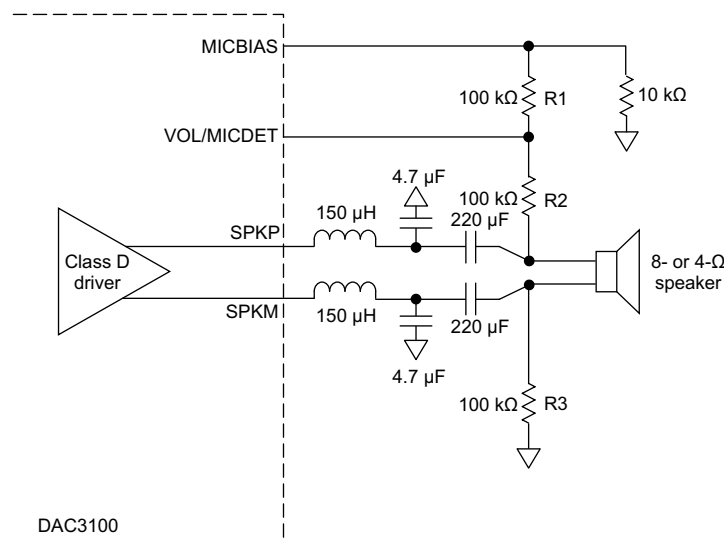 MICBIAS
100 kΩ R1
10 kΩ
VOL/MICDET
4.7 µF
100 kΩ R2
150 µH
220 µF
SPKP
Class D
driver
8- or 4-Ω
speaker
SPKM
150 µH
220 µF
4.7 µF
100 kΩ R3
DAC3100